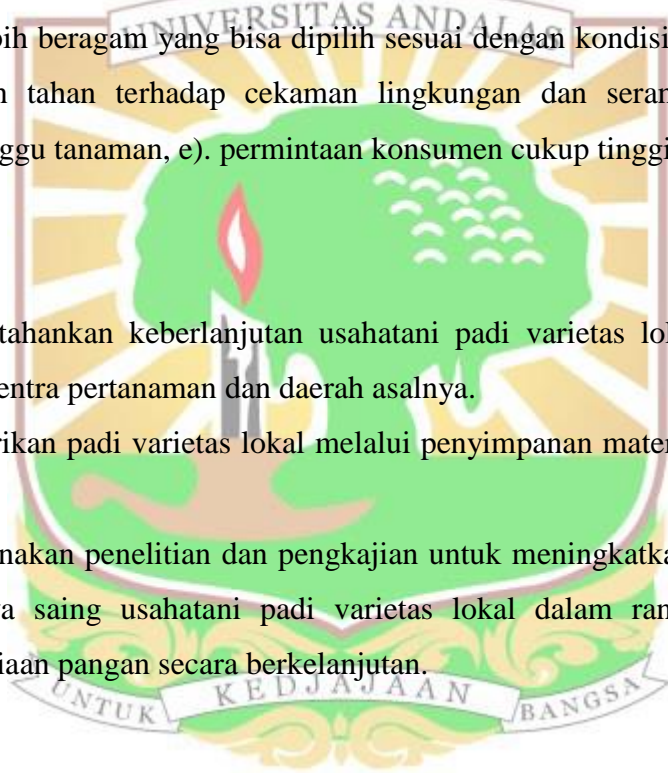 UNIVERSITAS ANDALAS
bih beragam yang bisa dipilih sesuai dengan kondisi
tahan terhadap cekaman lingkungan dan seran
ggu tanaman, e). permintaan konsumen cukup tinggi
tahankan keberlanjutan usahatani padi varietas lok
entra pertanaman dan daerah asalnya.
rikan padi varietas lokal melalui penyimpanan mater
nakan penelitian dan pengkajian untuk meningkatka
a saing usahatani padi varietas lokal dalam ran
iaan pangan secara berkelanjutan.
UNTUK KEDJAJAAN BANGSA